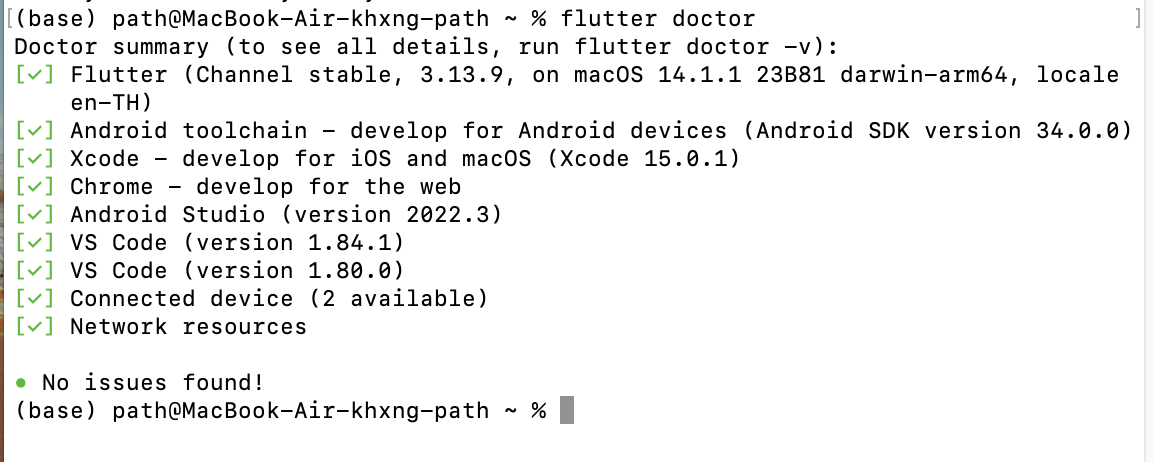 [(base) path@MacBook-Air-khxng-path ~ % flutter doctor ]
Doctor summary (to see all details, run flutter doctor -v):
[✓] Flutter (Channel stable, 3.13.9, on macOS 14.1.1 23B81 darwin-arm64, locale
en-TH)
[✓] Android toolchain - develop for Android devices (Android SDK version 34.0.0)
[✓] Xcode - develop for iOS and macOS (Xcode 15.0.1)
[✓] Chrome - develop for the web
[✓] Android Studio (version 2022.3)
[✓] VS Code (version 1.84.1)
[✓] VS Code (version 1.80.0)
[✓] Connected device (2 available)
[✓] Network resources
• No issues found!
(base) path@MacBook-Air-khxng-path ~ %